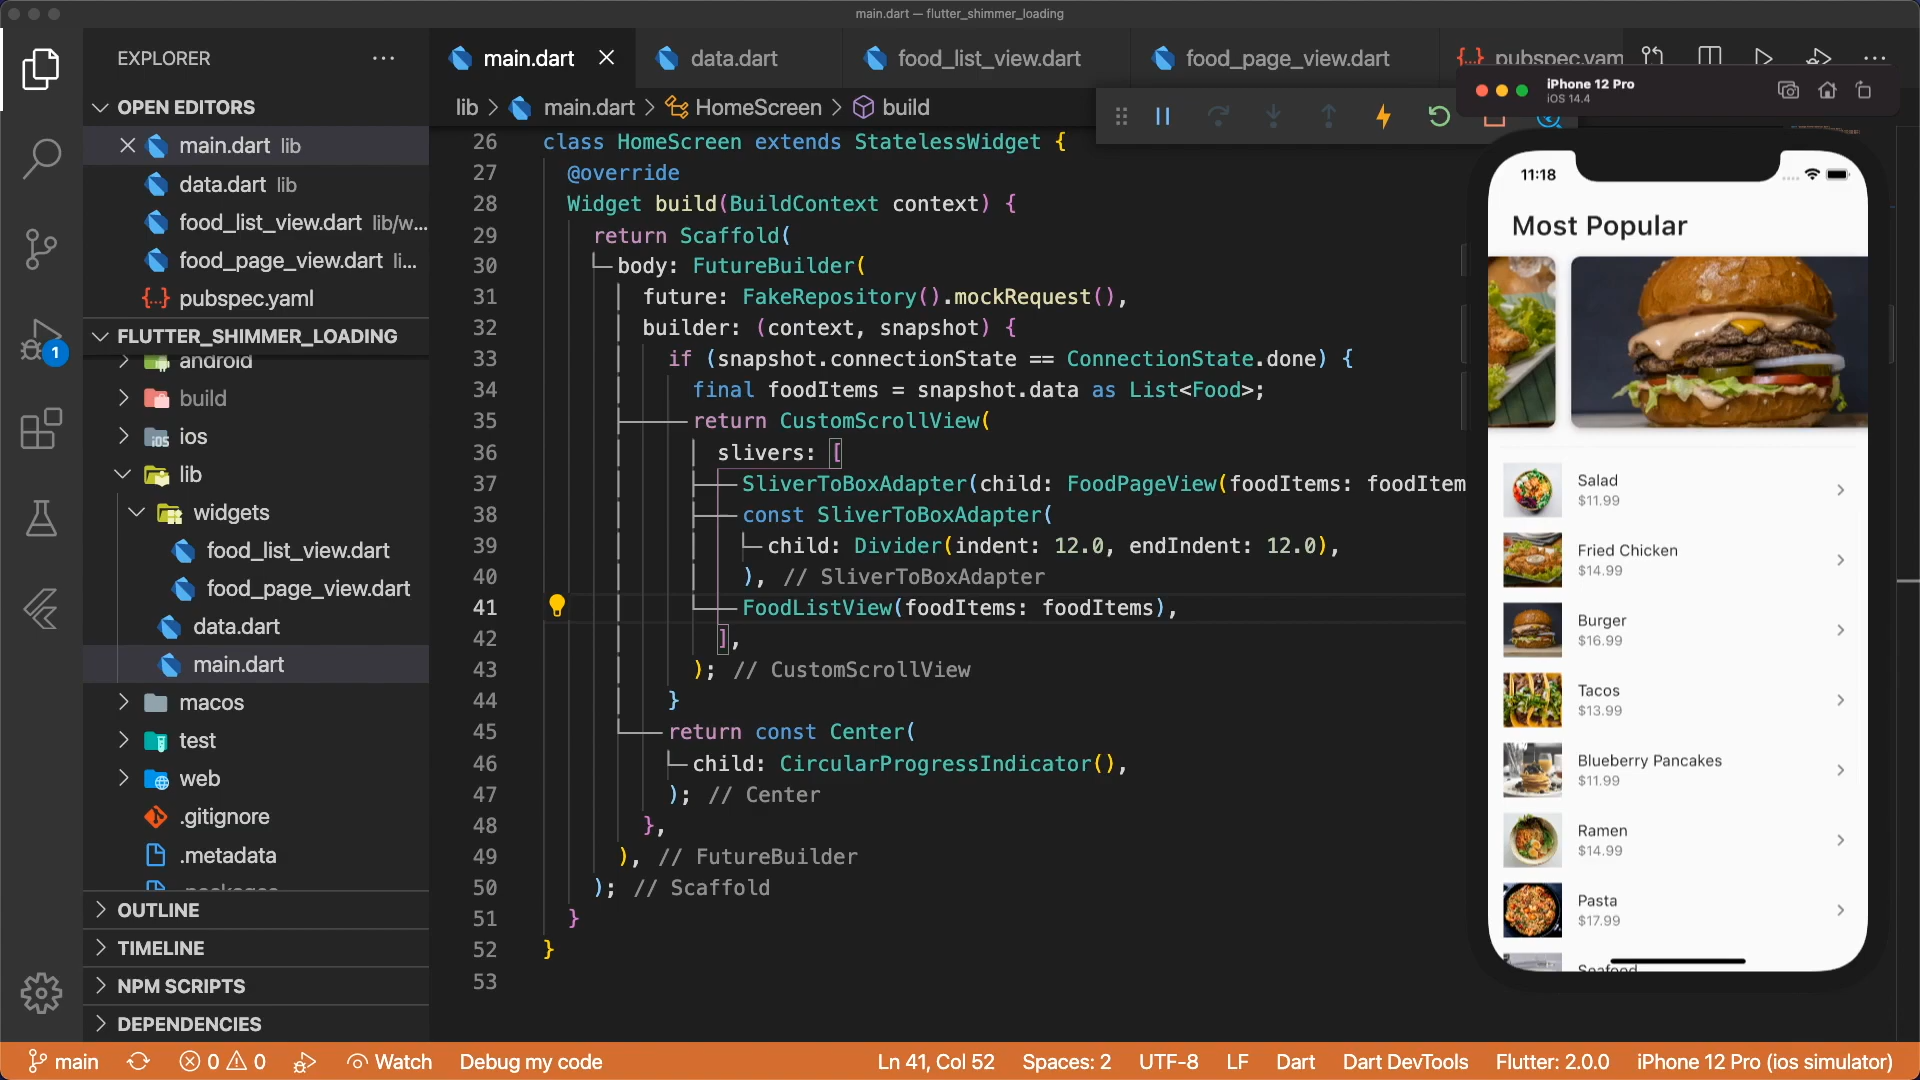 main.dart — flutter_shimmer_loading
EXPLORER
OPEN EDITORS
main.dart lib
data.dart lib
food_list_view.dart lib/w...
food_page_view.dart li...
{...} pubspec.yaml
FLUTTER_SHIMMER_LOADING
android
build
ios
lib
widgets
food_list_view.dart
food_page_view.dart
data.dart
main.dart
macos
test
web
.gitignore
.metadata
.packages
OUTLINE
TIMELINE
NPM SCRIPTS
DEPENDENCIES
1
main.dart
data.dart
food_list_view.dart
food_page_view.dart
{..} pubspec.yam
lib > main.dart > HomeScreen > build
26 class HomeScreen extends StatelessWidget {
27 @override
28 Widget build(BuildContext context) {
29 return Scaffold(
30 body: FutureBuilder(
31 future: FakeRepository().mockRequest(),
32 builder: (context, snapshot) {
33 if (snapshot.connectionState == ConnectionState.done) {
34 final foodItems = snapshot.data as List<Food>;
35 return CustomScrollView(
36 slivers: [
37 SliverToBoxAdapter(child: FoodPageView(foodItems: foodItem
38 const SliverToBoxAdapter(
39 child: Divider(indent: 12.0, endIndent: 12.0),
40 ), // SliverToBoxAdapter
41 FoodListView(foodItems: foodItems),
42 ],
43 ); // CustomScrollView
44 }
45 return const Center(
46 child: CircularProgressIndicator(),
47 ); // Center
48 },
49 ), // FutureBuilder
50 ); // Scaffold
51 }
52 }
53
iPhone 12 Pro
iOS 14.4
11:18
Most Popular
Salad
$11.99
Fried Chicken
$14.99
Burger
$16.99
Tacos
$13.99
Blueberry Pancakes
$11.99
Ramen
$14.99
Pasta
$17.99
Seafood
main 0 0 Watch Debug my code Ln 41, Col 52 Spaces: 2 UTF-8 LF Dart Dart DevTools Flutter: 2.0.0 iPhone 12 Pro (ios simulator)